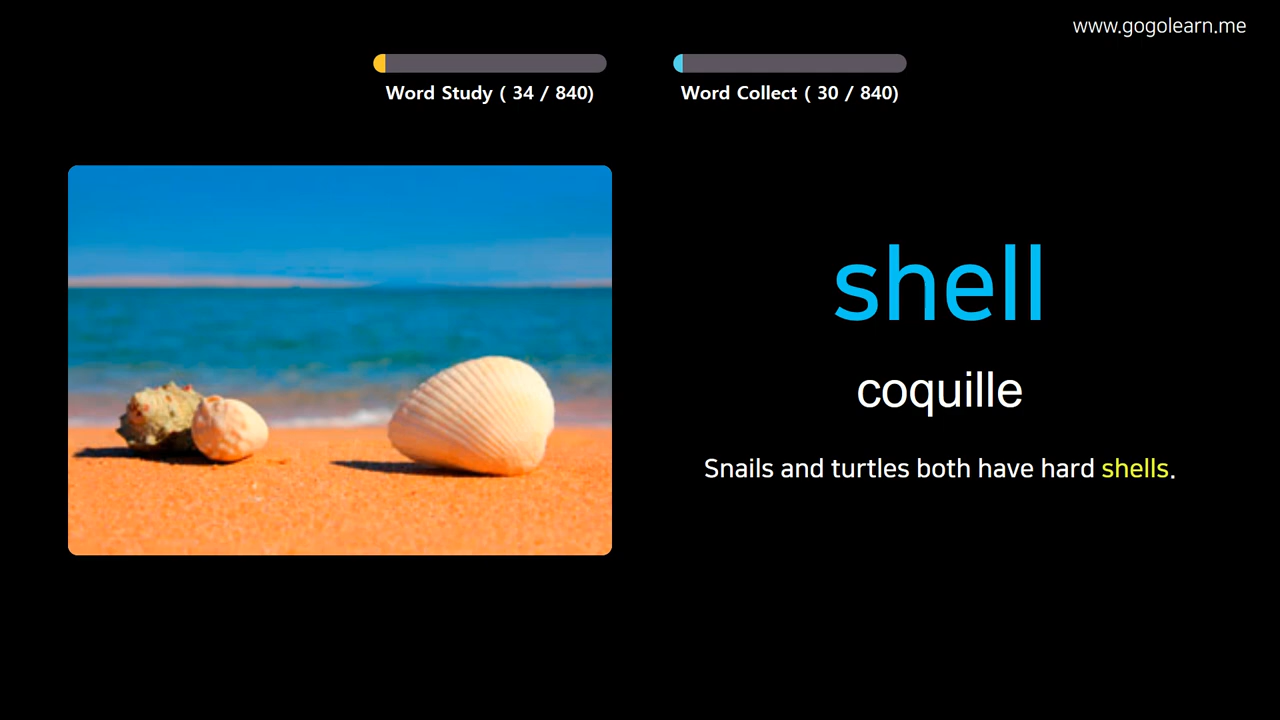 www.gogolearn.me
Word Study ( 34 / 840)
Word Collect ( 30 / 840)
shell
coquille
Snails and turtles both have hard shells.